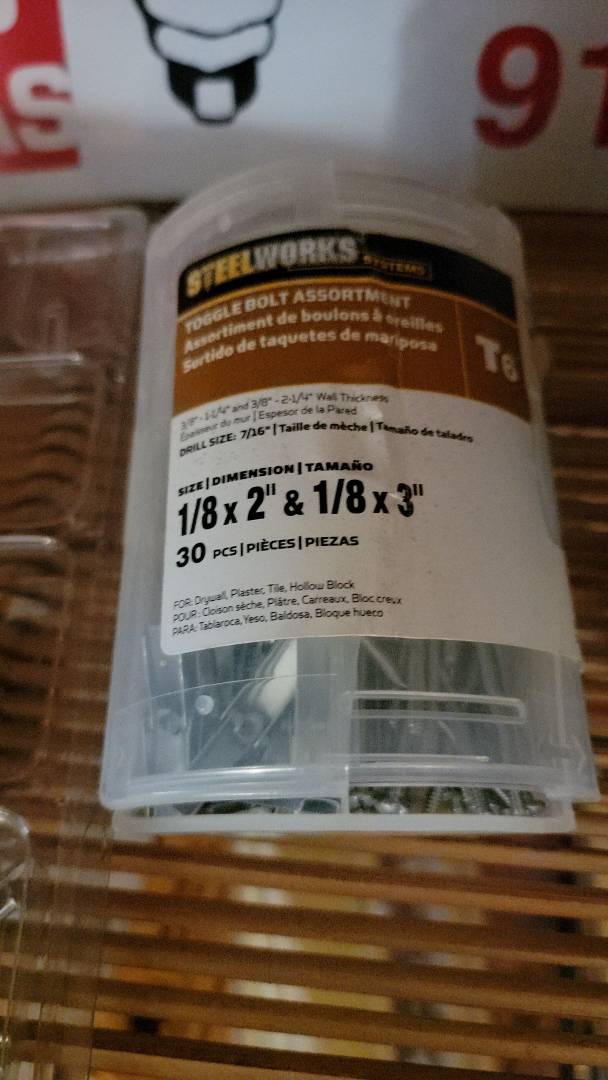 91
AS
STEELWORKS
SYSTEMS
TOGGLE BOLT ASSORTMENT
Assortiment de boulons à oreilles
Surtido de taquetes de mariposa
T6
3/8" - 1-1/4" and 3/8" - 2-1/4" Wall Thickness
Épaisseur du mur | Espesor de la Pared
DRILL SIZE: 7/16" | Taille de mèche | Tamaño de taladro
SIZE | DIMENSION | TAMAÑO
1/8 x 2" & 1/8 x 3"
30 PCS | PIÈCES | PIEZAS
FOR: Drywall, Plaster, Tile, Hollow Block
POUR: Cloison sèche, Plâtre, Carreaux, Bloc creux
PARA: Tablaroca, Yeso, Baldosa, Bloque hueco